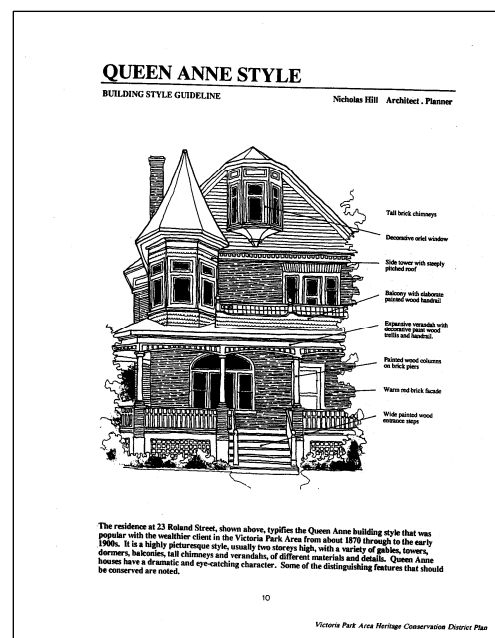 QUEEN ANNE STYLE
BUILDING STYLE GUIDELINE
Nicholas Hill Architect . Planner
Tall brick chimneys
Decorative oriel window
Side tower with steeply
pitched roof
Balcony with elaborate
painted wood handrail
Expansive verandah with
decorative paint wood
trellis and handrail.
Painted wood columns
on brick piers
Warm red brick facade
Wide painted wood
entrance steps
The residence at 23 Roland Street, shown above, typifies the Queen Anne building style that was
popular with the wealthier client in the Victoria Park Area from about 1870 through to the early
1900s. It is a highly picturesque style, usually two storeys high, with a variety of gables, towers,
dormers, balconies, tall chimneys and verandahs, of different materials and details. Queen Anne
houses have a dramatic and eye-catching character. Some of the distinguishing features that should
be conserved are noted.
10
Victoria Park Area Heritage Conservation District Plan